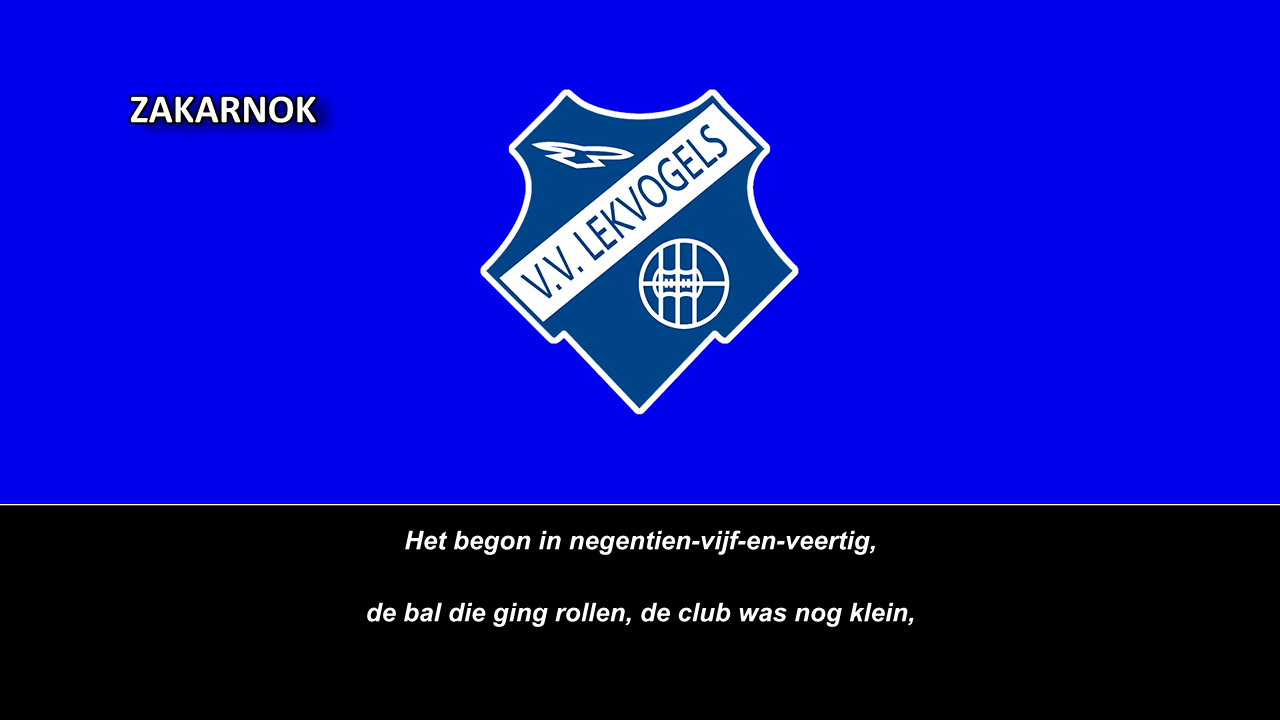 ZAKARNOK
V.V. LEKVOGELS
Het begon in negentien-vijf-en-veertig,
de bal die ging rollen, de club was nog klein,